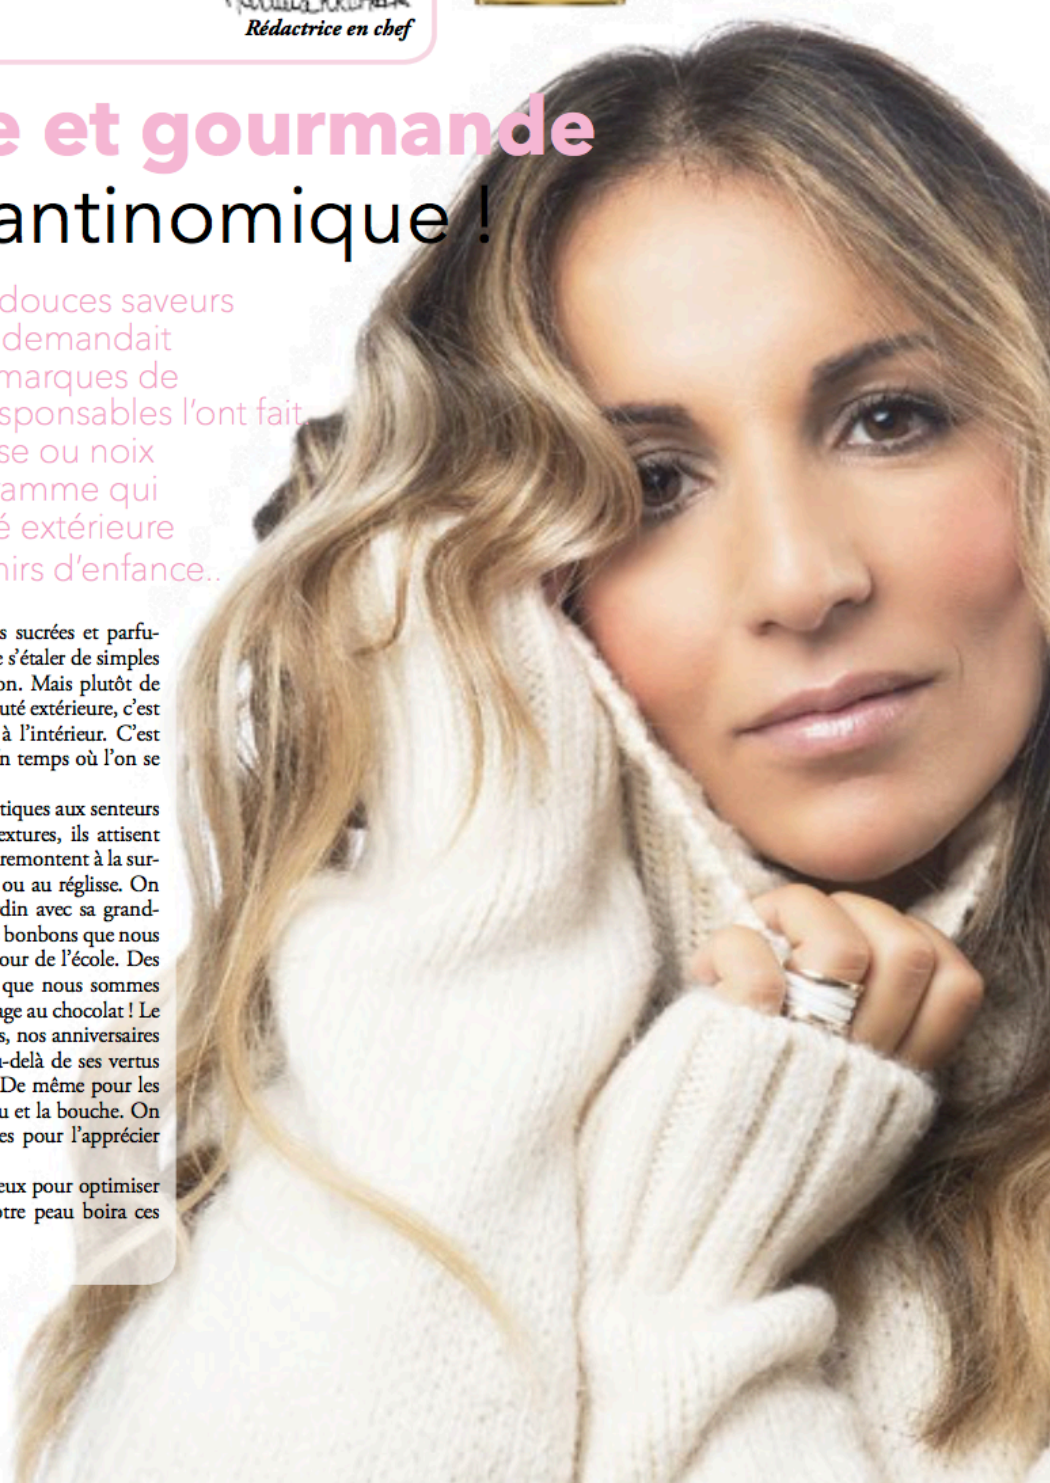 Rédactrice en chef
e et gourmande
antinomique !
douces saveurs
demandait
marques de
sponsables l'ont fait.
se ou noix
amme qui
é extérieure
nirs d'enfance..
s sucrées et parfu-
e s'étaler de simples
on. Mais plutôt de
uté extérieure, c'est
à l'intérieur. C'est
n temps où l'on se
tiques aux senteurs
extures, ils attisent
remontent à la sur-
ou au réglisse. On
din avec sa grand-
bonbons que nous
our de l'école. Des
que nous sommes
age au chocolat ! Le
s, nos anniversaires
u-delà de ses vertus
De même pour les
u et la bouche. On
es pour l'apprécier
eux pour optimiser
otre peau boira ces